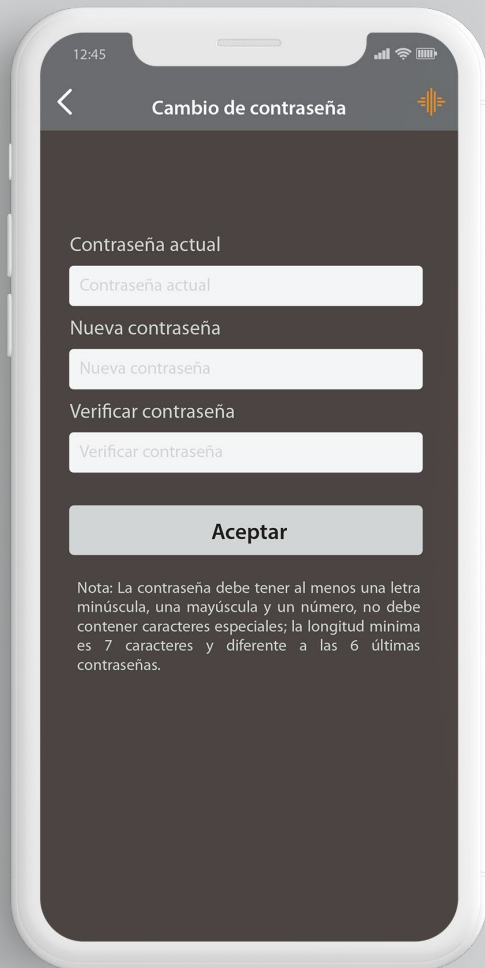 12:45
Cambio de contraseña
Contraseña actual
Contraseña actual
Nueva contraseña
Nueva contraseña
Verificar contraseña
Verificar contraseña
Aceptar
Nota: La contraseña debe tener al menos una letra
minúscula, una mayúscula y un número, no debe
contener caracteres especiales; la longitud minima
es 7 caracteres y diferente a las 6 últimas
contraseñas.